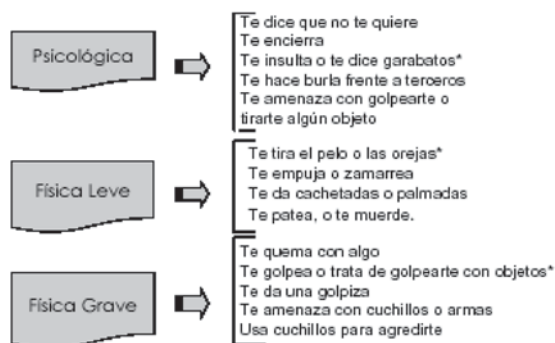 Psicológica
Te dice que no te quiere
Te encierra
Te insulta o te dice garabatos*
Te hace burla frente a terceros
Te amenaza con golpearte o
tirarte algún objeto
Física Leve
Te tira el pelo o las orejas*
Te empuja o zamarrea
Te da cachetadas o palmadas
Te patea, o te muerde.
Física Grave
Te quema con algo
Te golpea o trata de golpearte con objetos*
Te da una golpiza
Te amenaza con cuchillos o armas
Usa cuchillos para agredirte